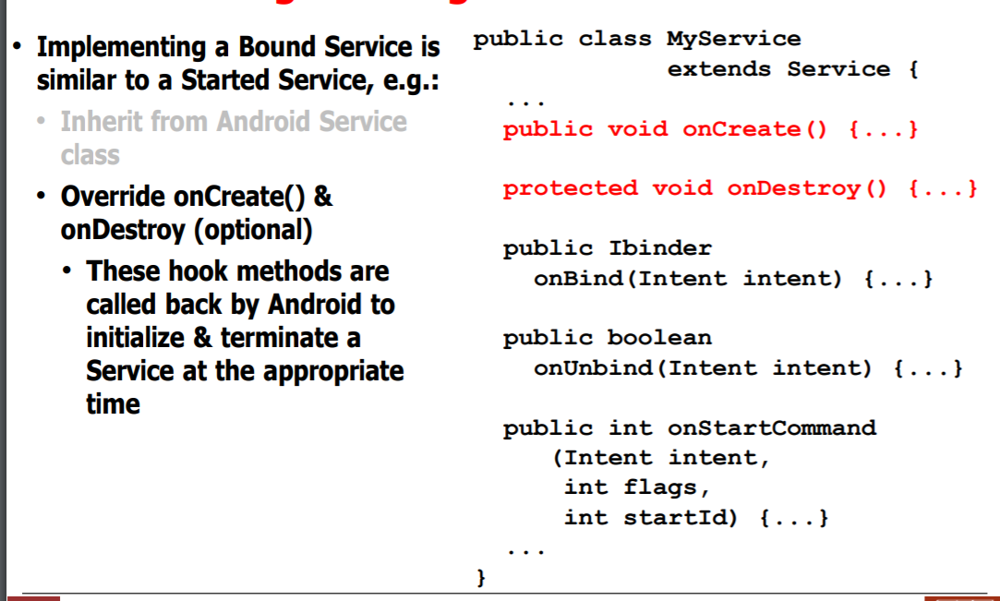 • Implementing a Bound Service is
similar to a Started Service, e.g.:
• Inherit from Android Service
class
• Override onCreate() &
onDestroy (optional)
• These hook methods are
called back by Android to
initialize & terminate a
Service at the appropriate
time
public class MyService
extends Service {
...
public void onCreate() {...}
protected void onDestroy() {...}
public Ibinder
onBind(Intent intent) {...}
public boolean
onUnbind(Intent intent) {...}
public int onStartCommand
(Intent intent,
int flags,
int startId) {...}
...
}